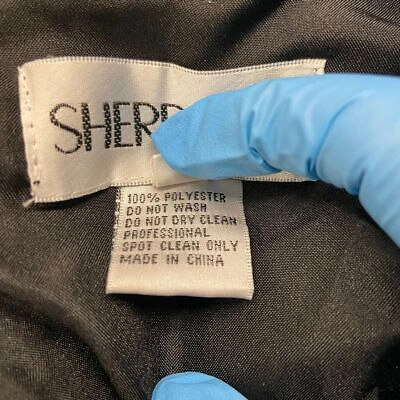 SHER
100% POLYESTER
DO NOT WASH
DO NOT DRY CLEAN
PROFESSIONAL
SPOT CLEAN ONLY
MADE IN CHINA